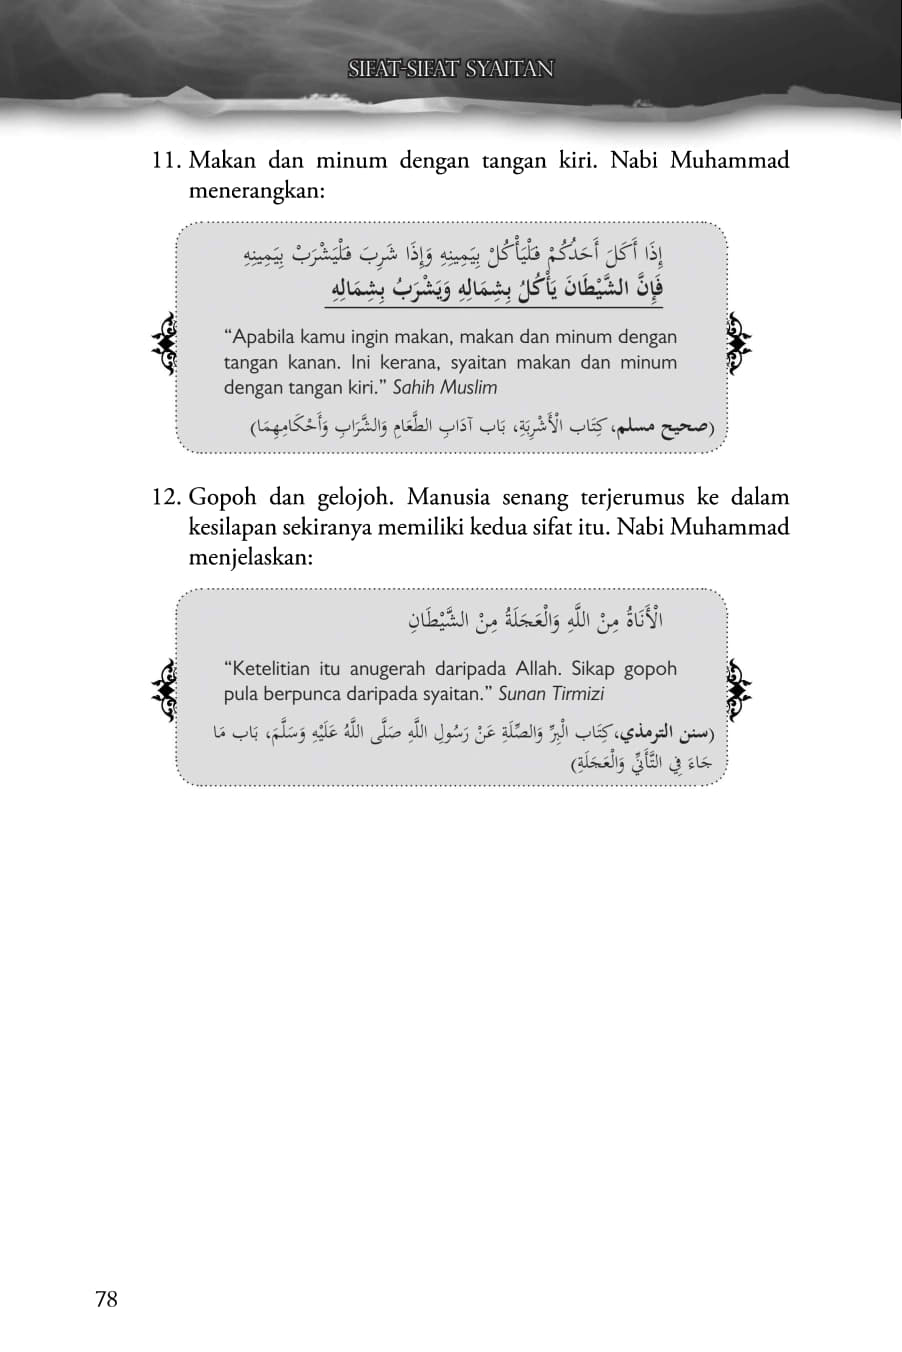 SIFAT-SIFAT SYAITAN
11. Makan dan minum dengan tangan kiri. Nabi Muhammad
menerangkan:
إِذَا أَكَلَ أَحَدُكُمْ فَلْيَأْكُلْ بِيَمِينِهِ وَإِذَا شَرِبَ فَلْيَشْرَبْ بِيَمِينِهِ
فَإِنَّ الشَّيْطَانَ يَأْكُلُ بِشِمَالِهِ وَيَشْرَبُ بِشِمَالِهِ
“Apabila kamu ingin makan, makan dan minum dengan
tangan kanan. Ini kerana, syaitan makan dan minum
dengan tangan kiri.” Sahih Muslim
(صحيح مسلم، كِتَاب الْأَشْرِبَةِ، بَاب آدَابِ الطَّعَامِ وَالشَّرَابِ وَأَحْكَامِهِمَا)
12. Gopoh dan gelojoh. Manusia senang terjerumus ke dalam
kesilapan sekiranya memiliki kedua sifat itu. Nabi Muhammad
menjelaskan:
الْأَنَاةُ مِنْ اللَّهِ وَالْعَجَلَةُ مِنْ الشَّيْطَانِ
“Ketelitian itu anugerah daripada Allah. Sikap gopoh
pula berpunca daripada syaitan.” Sunan Tirmizi
(سنن الترمذي، كِتَاب الْبِرِّ وَالصِّلَةِ عَنْ رَسُولِ اللَّهِ صَلَّى اللَّهُ عَلَيْهِ وَسَلَّمَ، بَاب مَا
جَاءَ فِي التَّأَنِّي وَالْعَجَلَةِ)
78